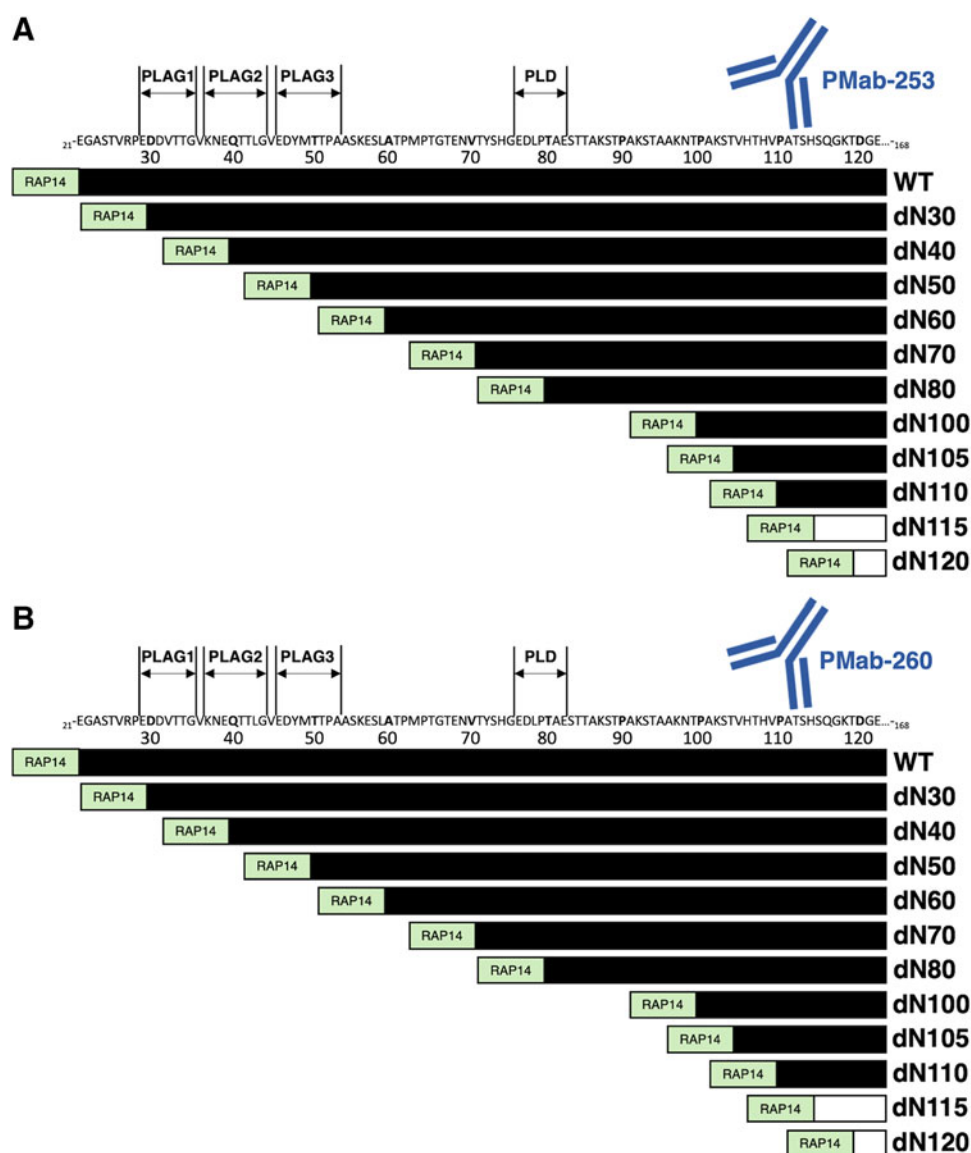 A
PLAG1 PLAG2 PLAG3 PLD
PMab-253
21-EGASTVRPEDDVTTGVKNEQTTLGVEDYMTTPAASKESLATPMPTGTENVTYSHGEDLPTAESTTAKSTPAKSTAAKNTPAKSTVHTHVPATSHSQGKTDGE...-168
30 40 50 60 70 80 90 100 110 120
RAP14 WT
RAP14 dN30
RAP14 dN40
RAP14 dN50
RAP14 dN60
RAP14 dN70
RAP14 dN80
RAP14 dN100
RAP14 dN105
RAP14 dN110
RAP14 dN115
RAP14 dN120
B
PLAG1 PLAG2 PLAG3 PLD
PMab-260
21-EGASTVRPEDDVTTGVKNEQTTLGVEDYMTTPAASKESLATPMPTGTENVTYSHGEDLPTAESTTAKSTPAKSTAAKNTPAKSTVHTHVPATSHSQGKTDGE...-168
30 40 50 60 70 80 90 100 110 120
RAP14 WT
RAP14 dN30
RAP14 dN40
RAP14 dN50
RAP14 dN60
RAP14 dN70
RAP14 dN80
RAP14 dN100
RAP14 dN105
RAP14 dN110
RAP14 dN115
RAP14 dN120